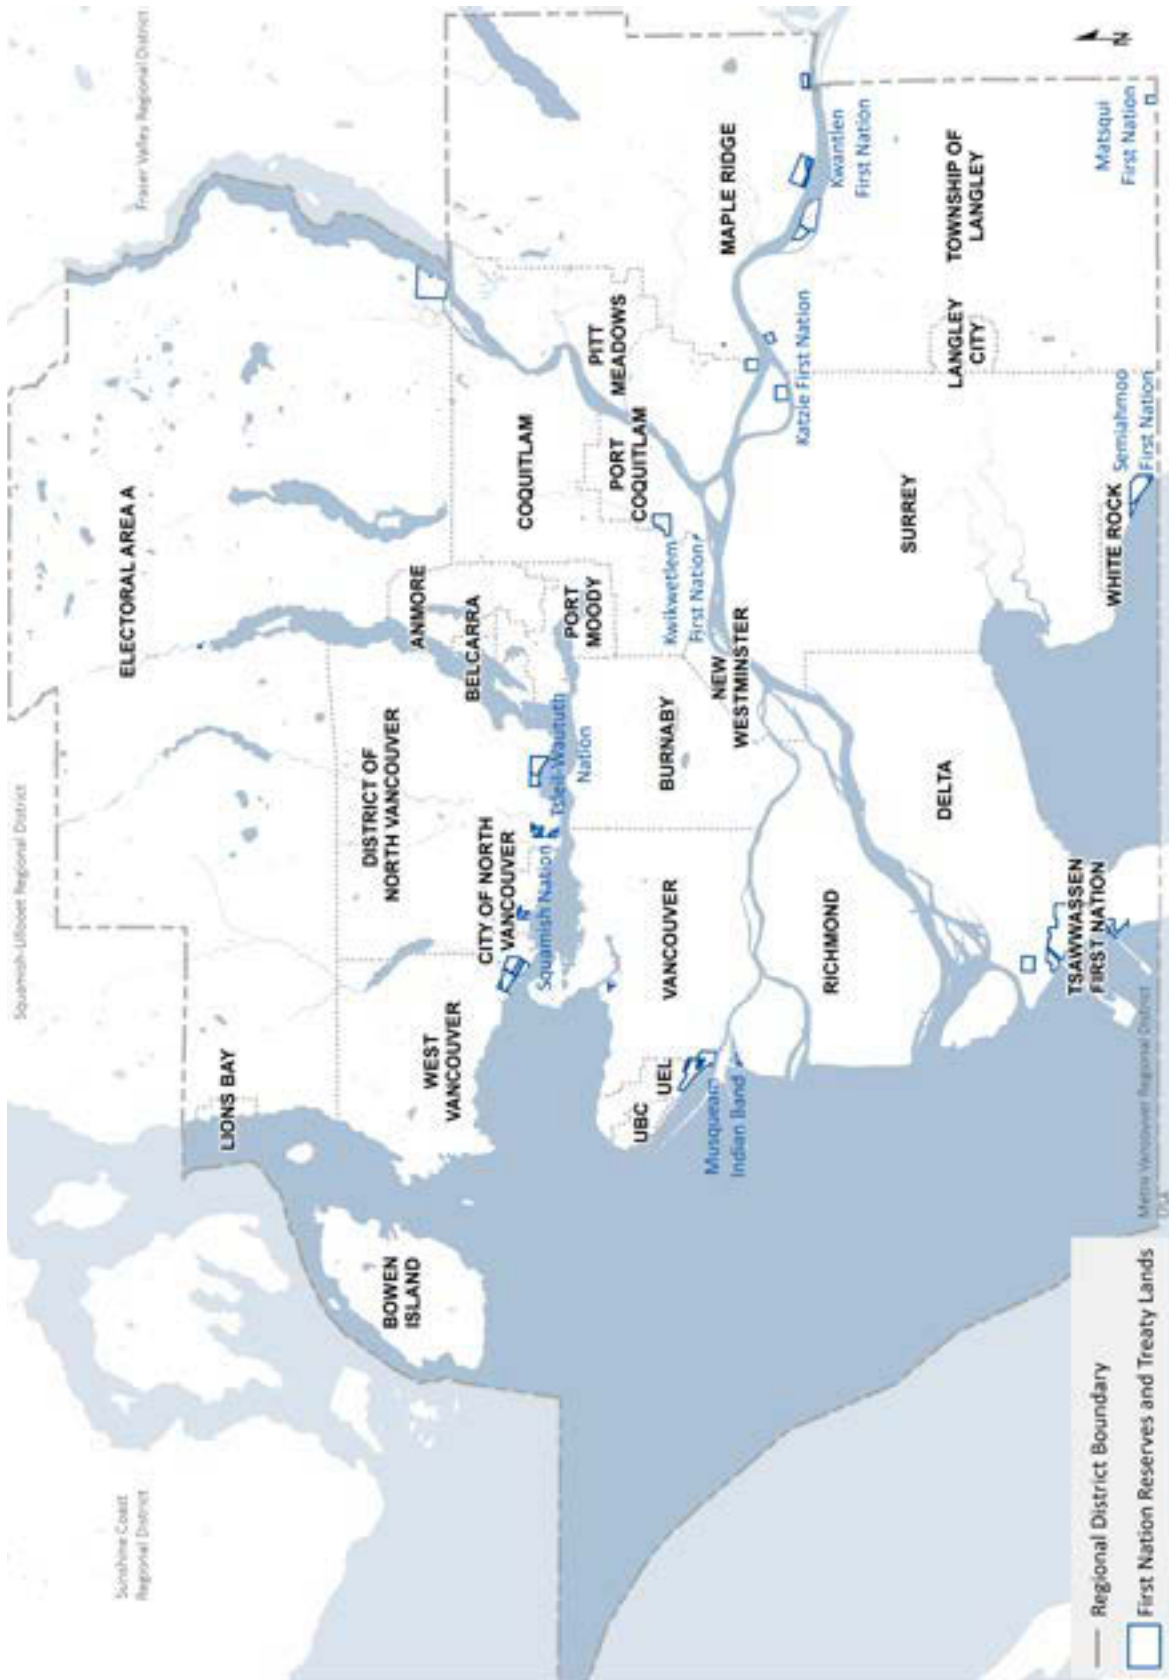 Squamish-Lillooet Regional District
Fraser Valley Regional District
Sunshine Coast
Regional District
ELECTORAL AREA A
LIONS BAY
BOWEN
ISLAND
WEST
VANCOUVER
DISTRICT OF
NORTH VANCOUVER
CITY OF NORTH
VANCOUVER
Squamish Nation
Tsleil-Waututh
Nation
ANMORE
BELCARRA
PORT
MOODY
COQUITLAM
PORT
COQUITLAM
PITT
MEADOWS
MAPLE RIDGE
Kwikwetlem
First Nation
Katzie First Nation
Kwantlen
First Nation
UBC
UEL
Musqueam
Indian Band
VANCOUVER
BURNABY
NEW
WESTMINSTER
RICHMOND
DELTA
SURREY
LANGLEY
CITY
TOWNSHIP OF
LANGLEY
Matsqui
First Nation
TSAWWASSEN
FIRST NATION
WHITE ROCK
Semiahmoo
First Nation
Metro Vancouver Regional District
USA
N
Regional District Boundary
First Nation Reserves and Treaty Lands